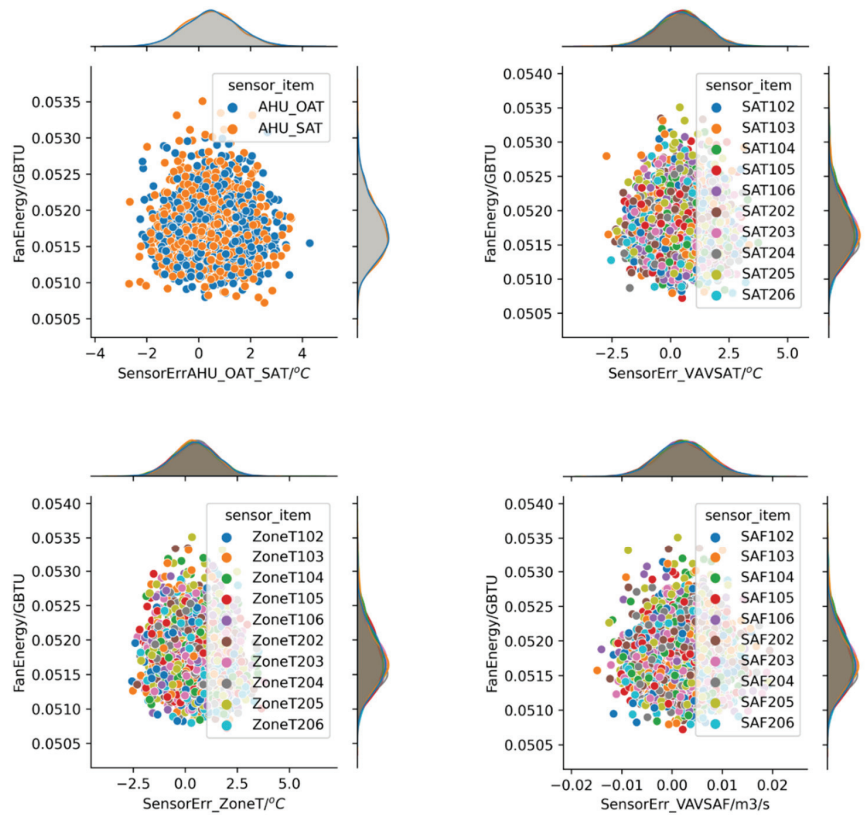 sensor_item
AHU_OAT
AHU_SAT
0.0535
0.0530
0.0525
0.0520
0.0515
0.0510
0.0505
FanEnergy/GBTU
−4 −2 0 2 4
SensorErrAHU_OAT_SAT/°C
sensor_item
SAT102
SAT103
SAT104
SAT105
SAT106
SAT202
SAT203
SAT204
SAT205
SAT206
0.0540
0.0535
0.0530
0.0525
0.0520
0.0515
0.0510
0.0505
FanEnergy/GBTU
−2.5 0.0 2.5 5.0
SensorErr_VAVSAT/°C
sensor_item
ZoneT102
ZoneT103
ZoneT104
ZoneT105
ZoneT106
ZoneT202
ZoneT203
ZoneT204
ZoneT205
ZoneT206
0.0540
0.0535
0.0530
0.0525
0.0520
0.0515
0.0510
0.0505
FanEnergy/GBTU
−2.5 0.0 2.5 5.0
SensorErr_ZoneT/°C
sensor_item
SAF102
SAF103
SAF104
SAF105
SAF106
SAF202
SAF203
SAF204
SAF205
SAF206
0.0540
0.0535
0.0530
0.0525
0.0520
0.0515
0.0510
0.0505
FanEnergy/GBTU
−0.02 −0.01 0.00 0.01 0.02
SensorErr_VAVSAF/m3/s